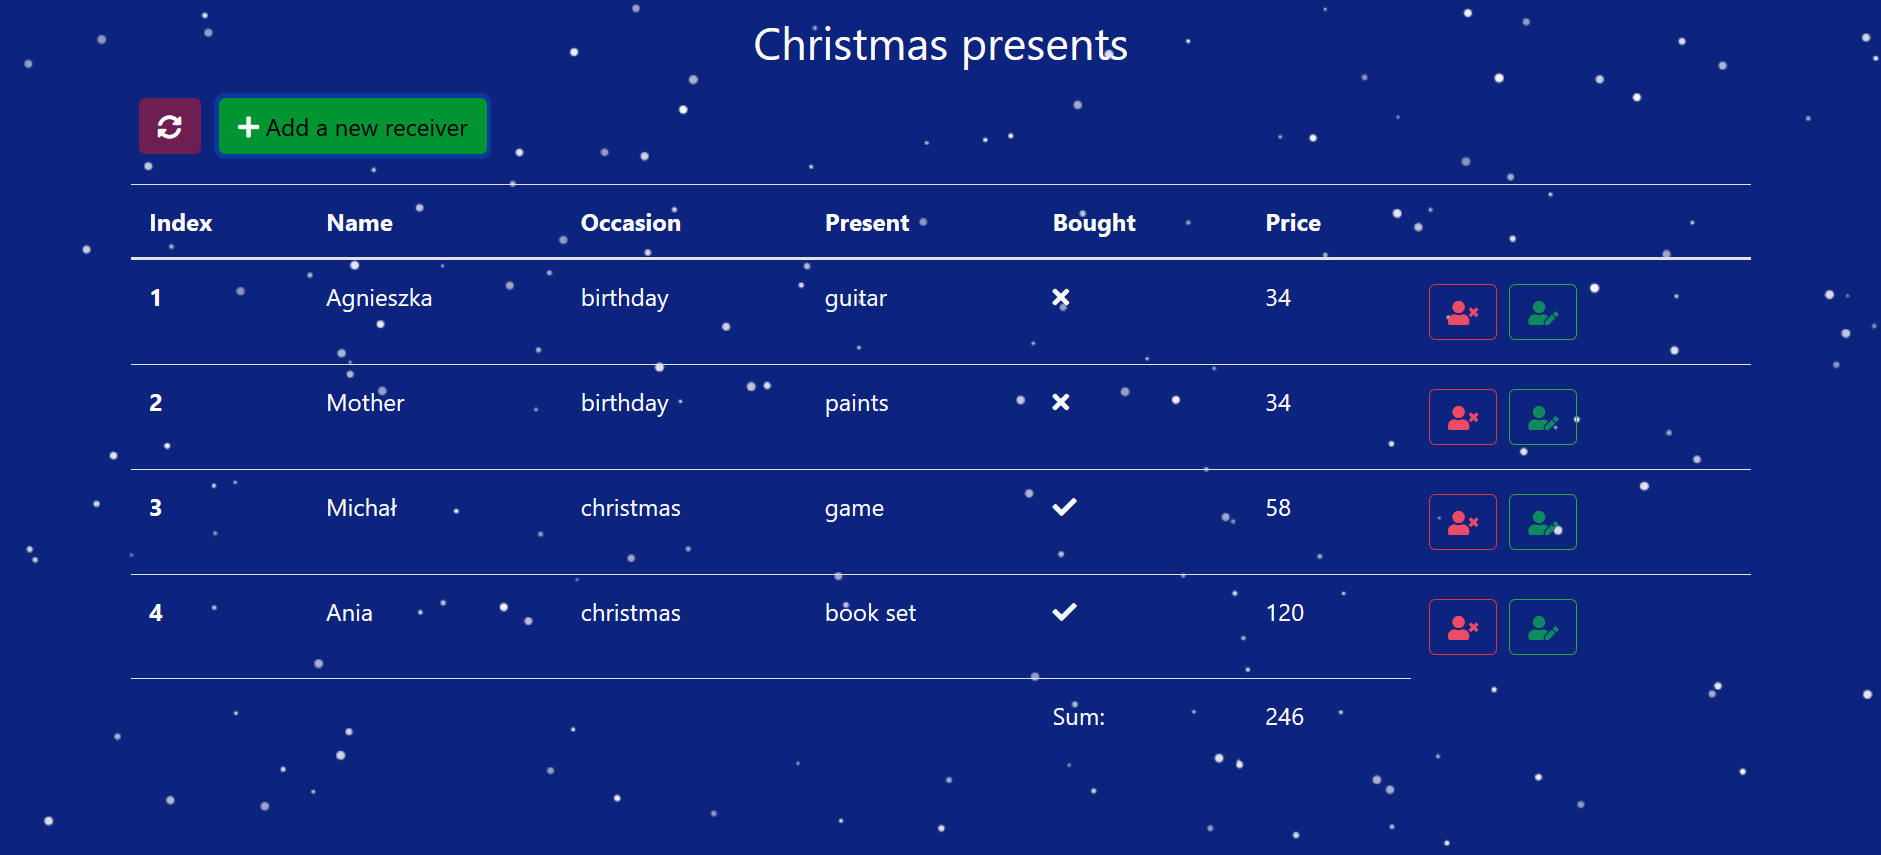 Christmas presents
Add a new receiver
Index Name Occasion Present Bought Price
1 Agnieszka birthday guitar 34
2 Mother birthday paints 34
3 Michał christmas game 58
4 Ania christmas book set 120
Sum: 246